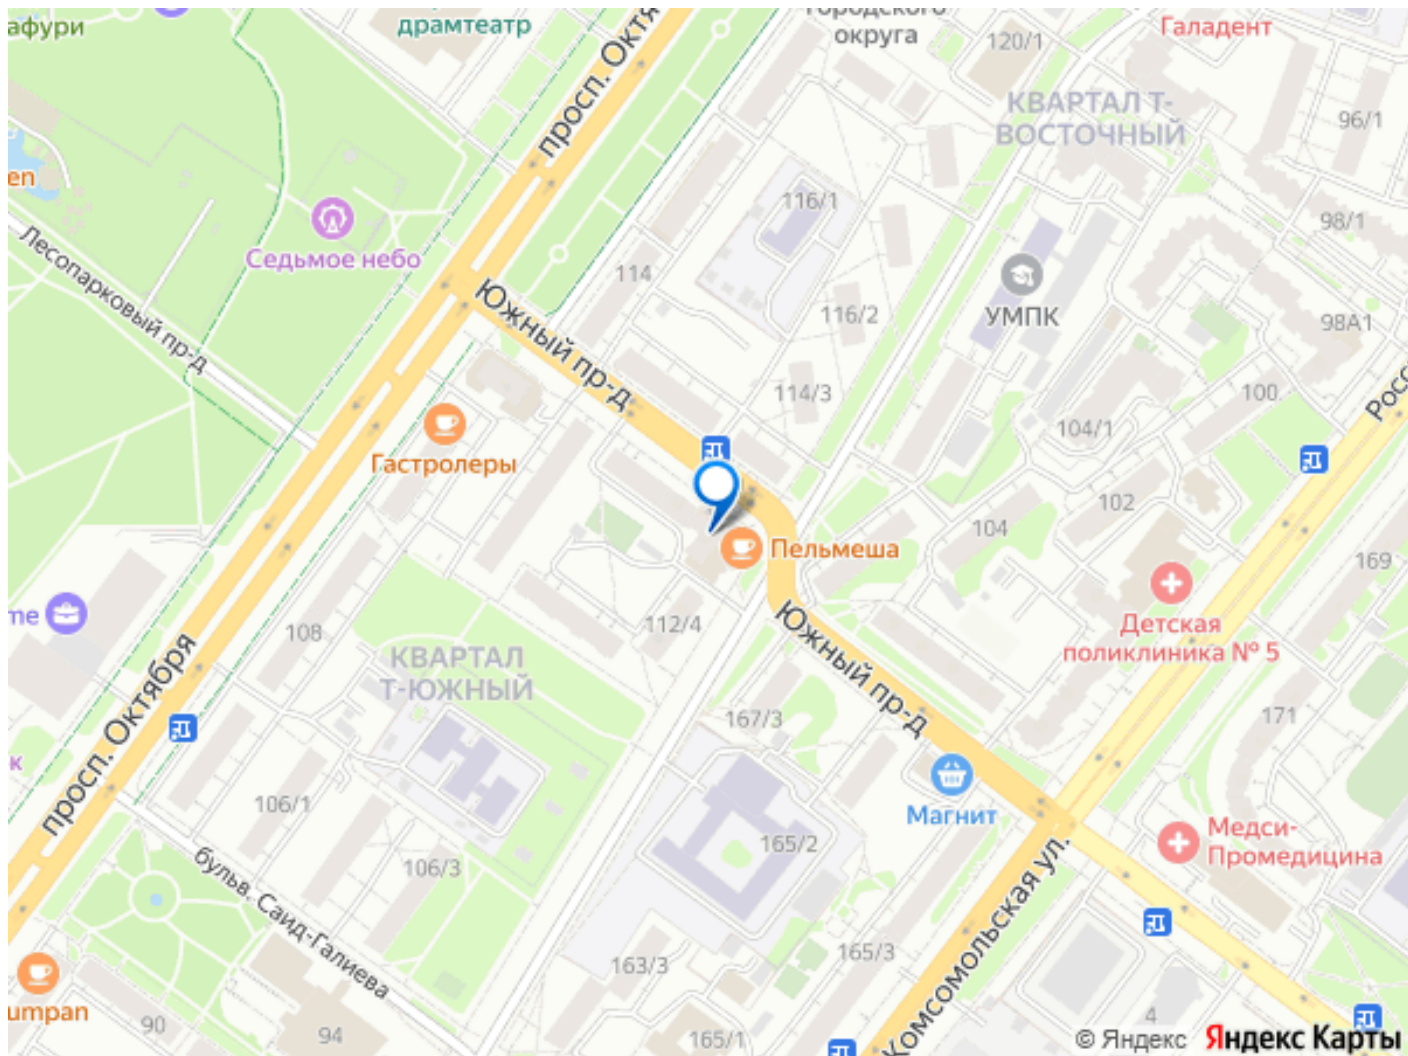 афури
драмтеатр
просп. Октя
городского
округа
120/1
Галадент
КВАРТАЛ Т-
ВОСТОЧНЫЙ
96/1
en
116/1
98/1
Лесопарковый пр-д
Седьмое небо
114
Южный пр-д
116/2
УМПК
98А1
114/3
100
Росс
104/1
Гастролеры
102
104
Пельмеша
169
me
108
112/4
Детская
поликлиника № 5
КВАРТАЛ
Т-ЮЖНЫЙ
Южный пр-д
просп. Октября
167/3
171
к
106/1
Магнит
165/2
Медси-
Промедицина
106/3
бульв. Саид-Галиева
Комсомольская ул.
163/3
165/3
umpan
90
94
165/1
4
© Яндекс Яндекс Карты